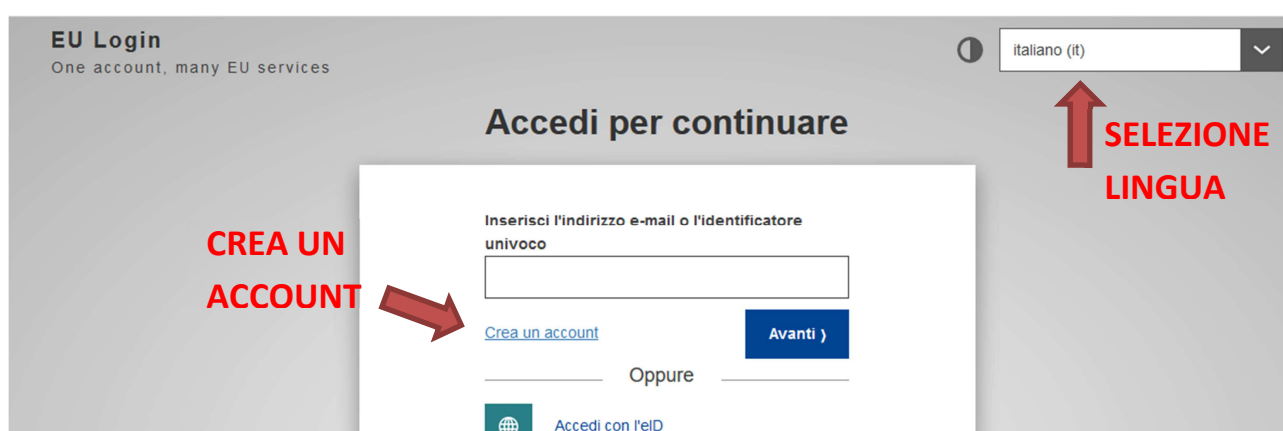 EU Login
One account, many EU services
italiano (it)
Accedi per continuare
SELEZIONE
LINGUA
Inserisci l'indirizzo e-mail o l'identificatore
univoco
CREA UN
ACCOUNT
Crea un account
Avanti ⟩
Oppure
Accedi con l'eID